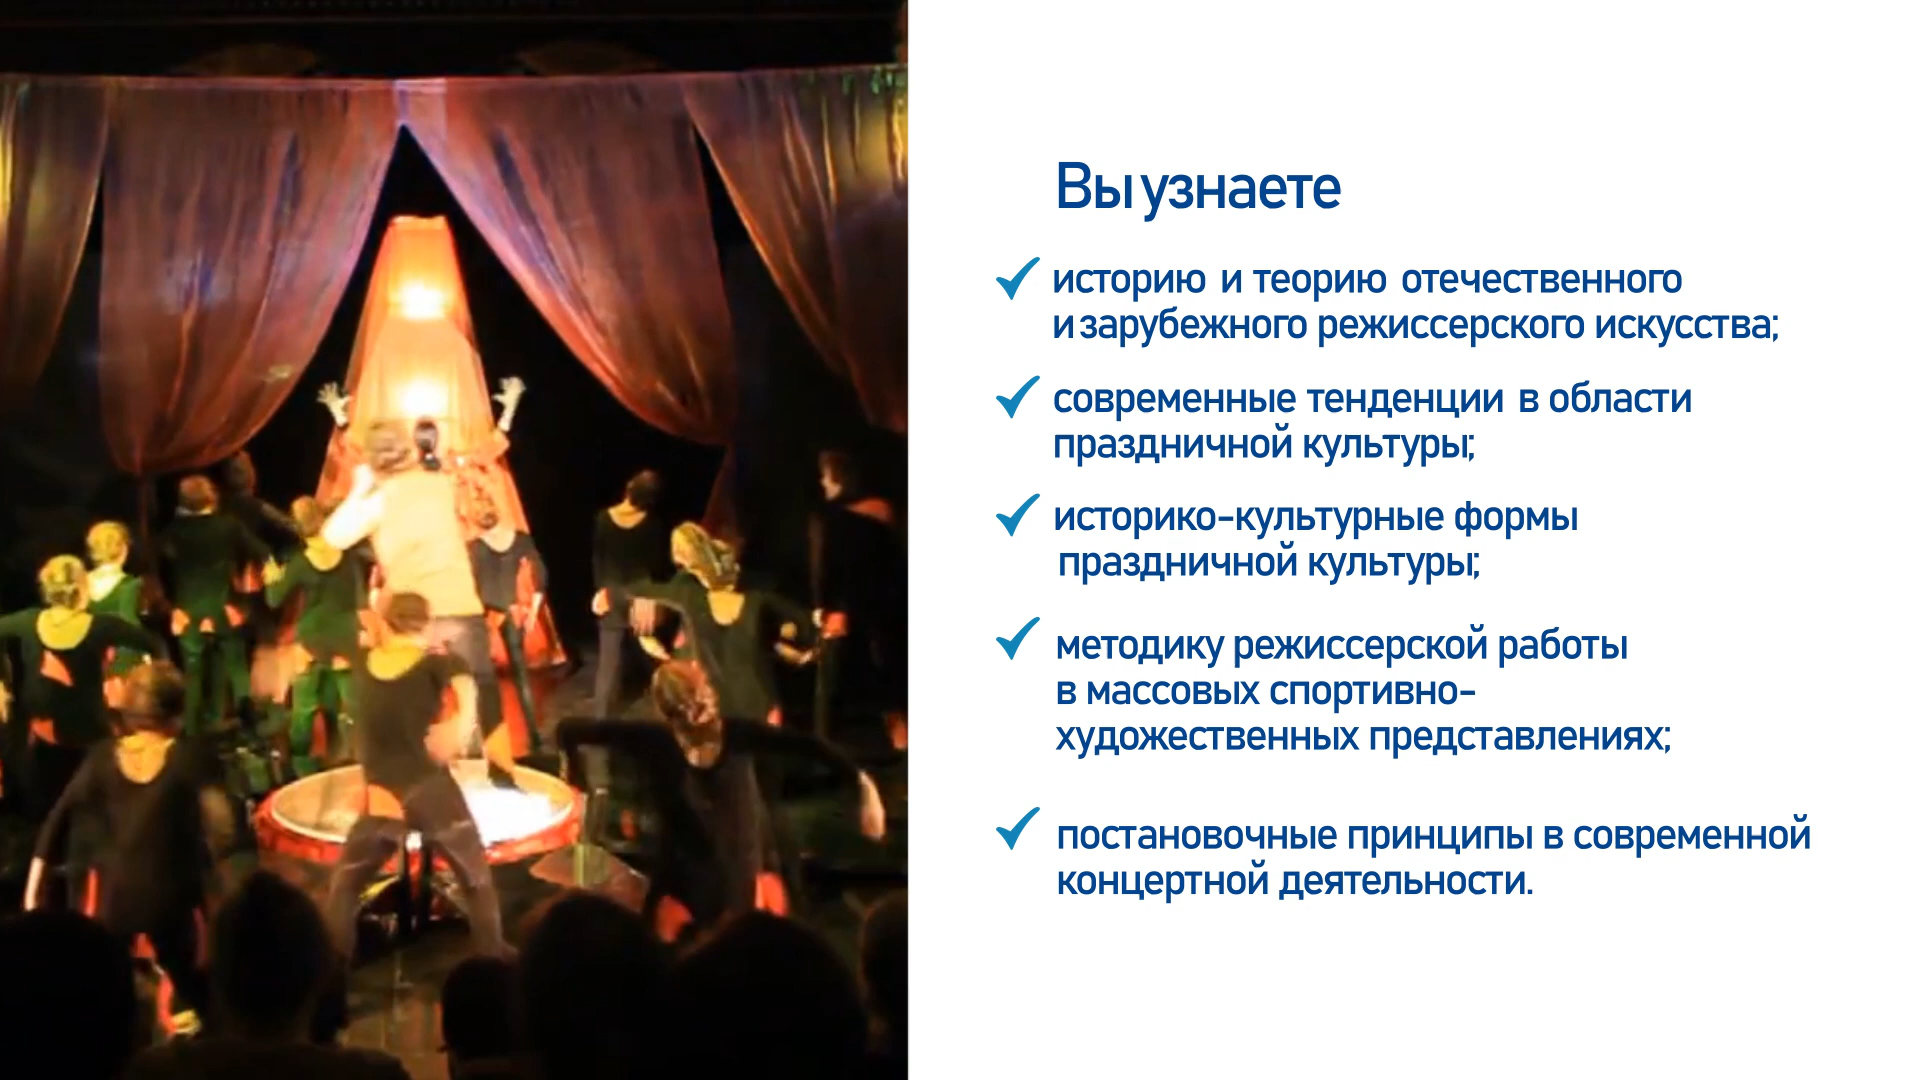 Вы узнаете
историю и теорию отечественного
и зарубежного режиссерского искусства;
современные тенденции в области
праздничной культуры;
историко-культурные формы
праздничной культуры;
методику режиссерской работы
в массовых спортивно-
художественных представлениях;
постановочные принципы в современной
концертной деятельности.